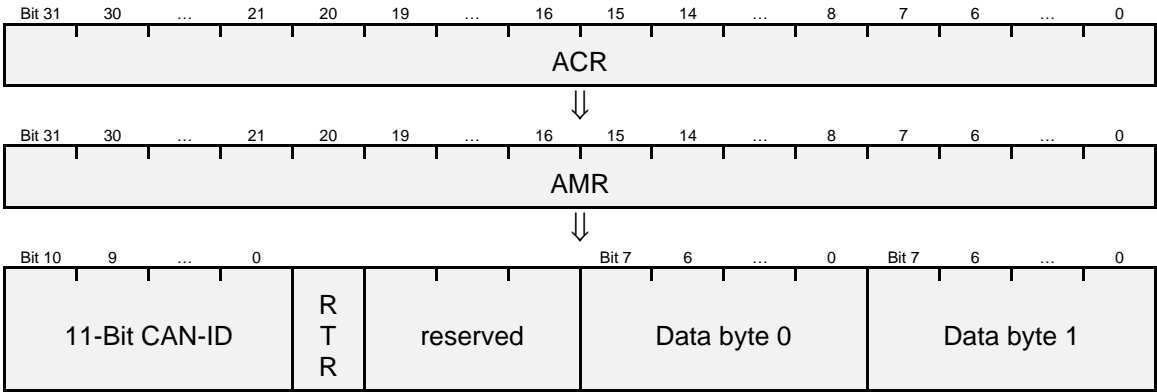 Bit 31 30 … 21 20 19 … 16 15 14 … 8 7 6 … 0
ACR
⇓
Bit 31 30 … 21 20 19 … 16 15 14 … 8 7 6 … 0
AMR
⇓
Bit 10 9 … 0 Bit 7 6 … 0 Bit 7 6 … 0
11-Bit CAN-ID R T R reserved Data byte 0 Data byte 1